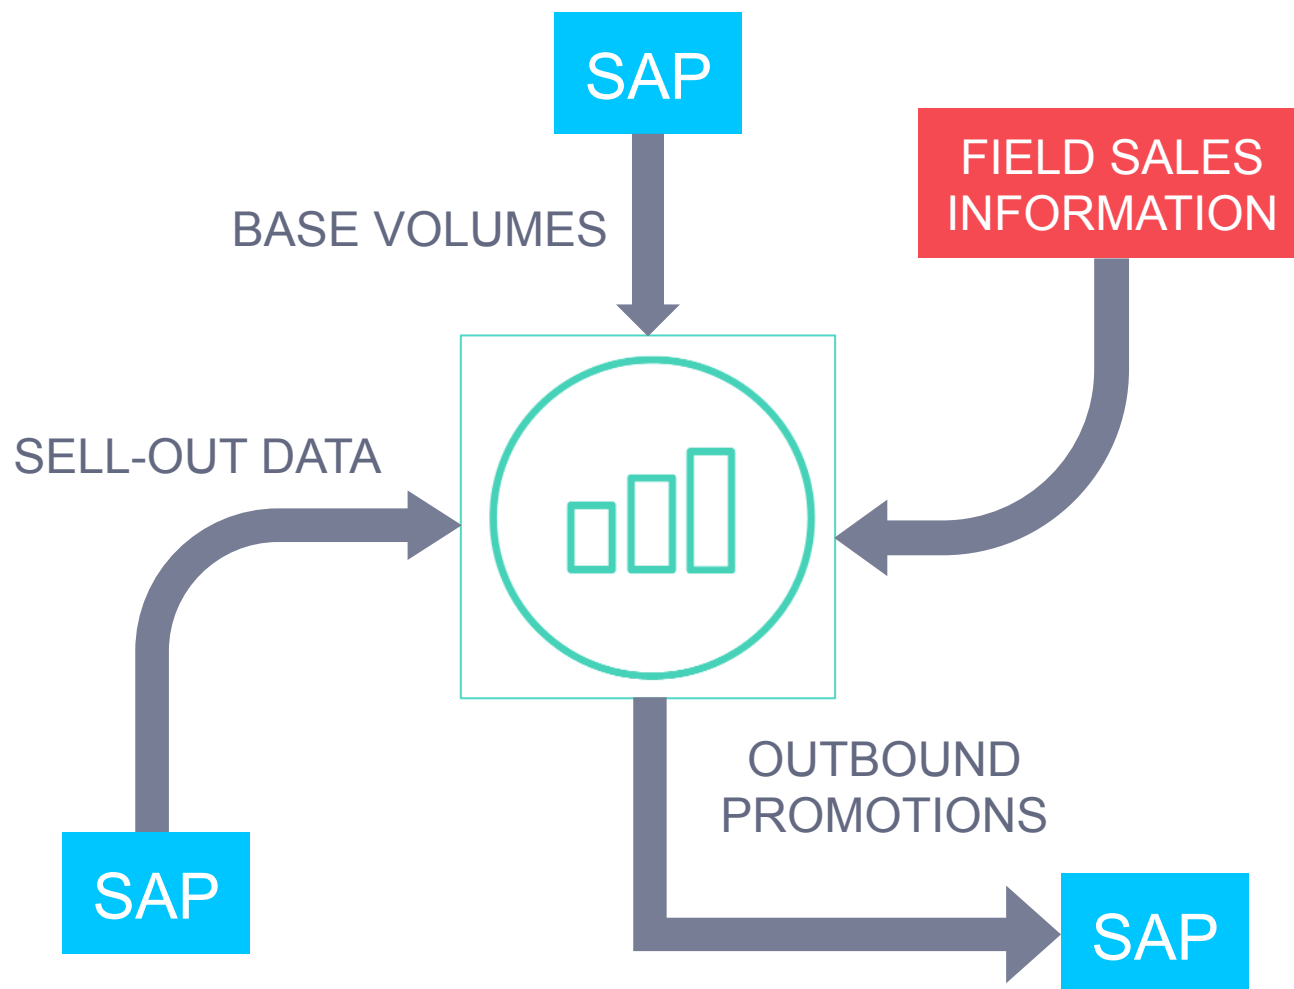 SAP
FIELD SALES
INFORMATION
BASE VOLUMES
SELL-OUT DATA
OUTBOUND
PROMOTIONS
SAP
SAP